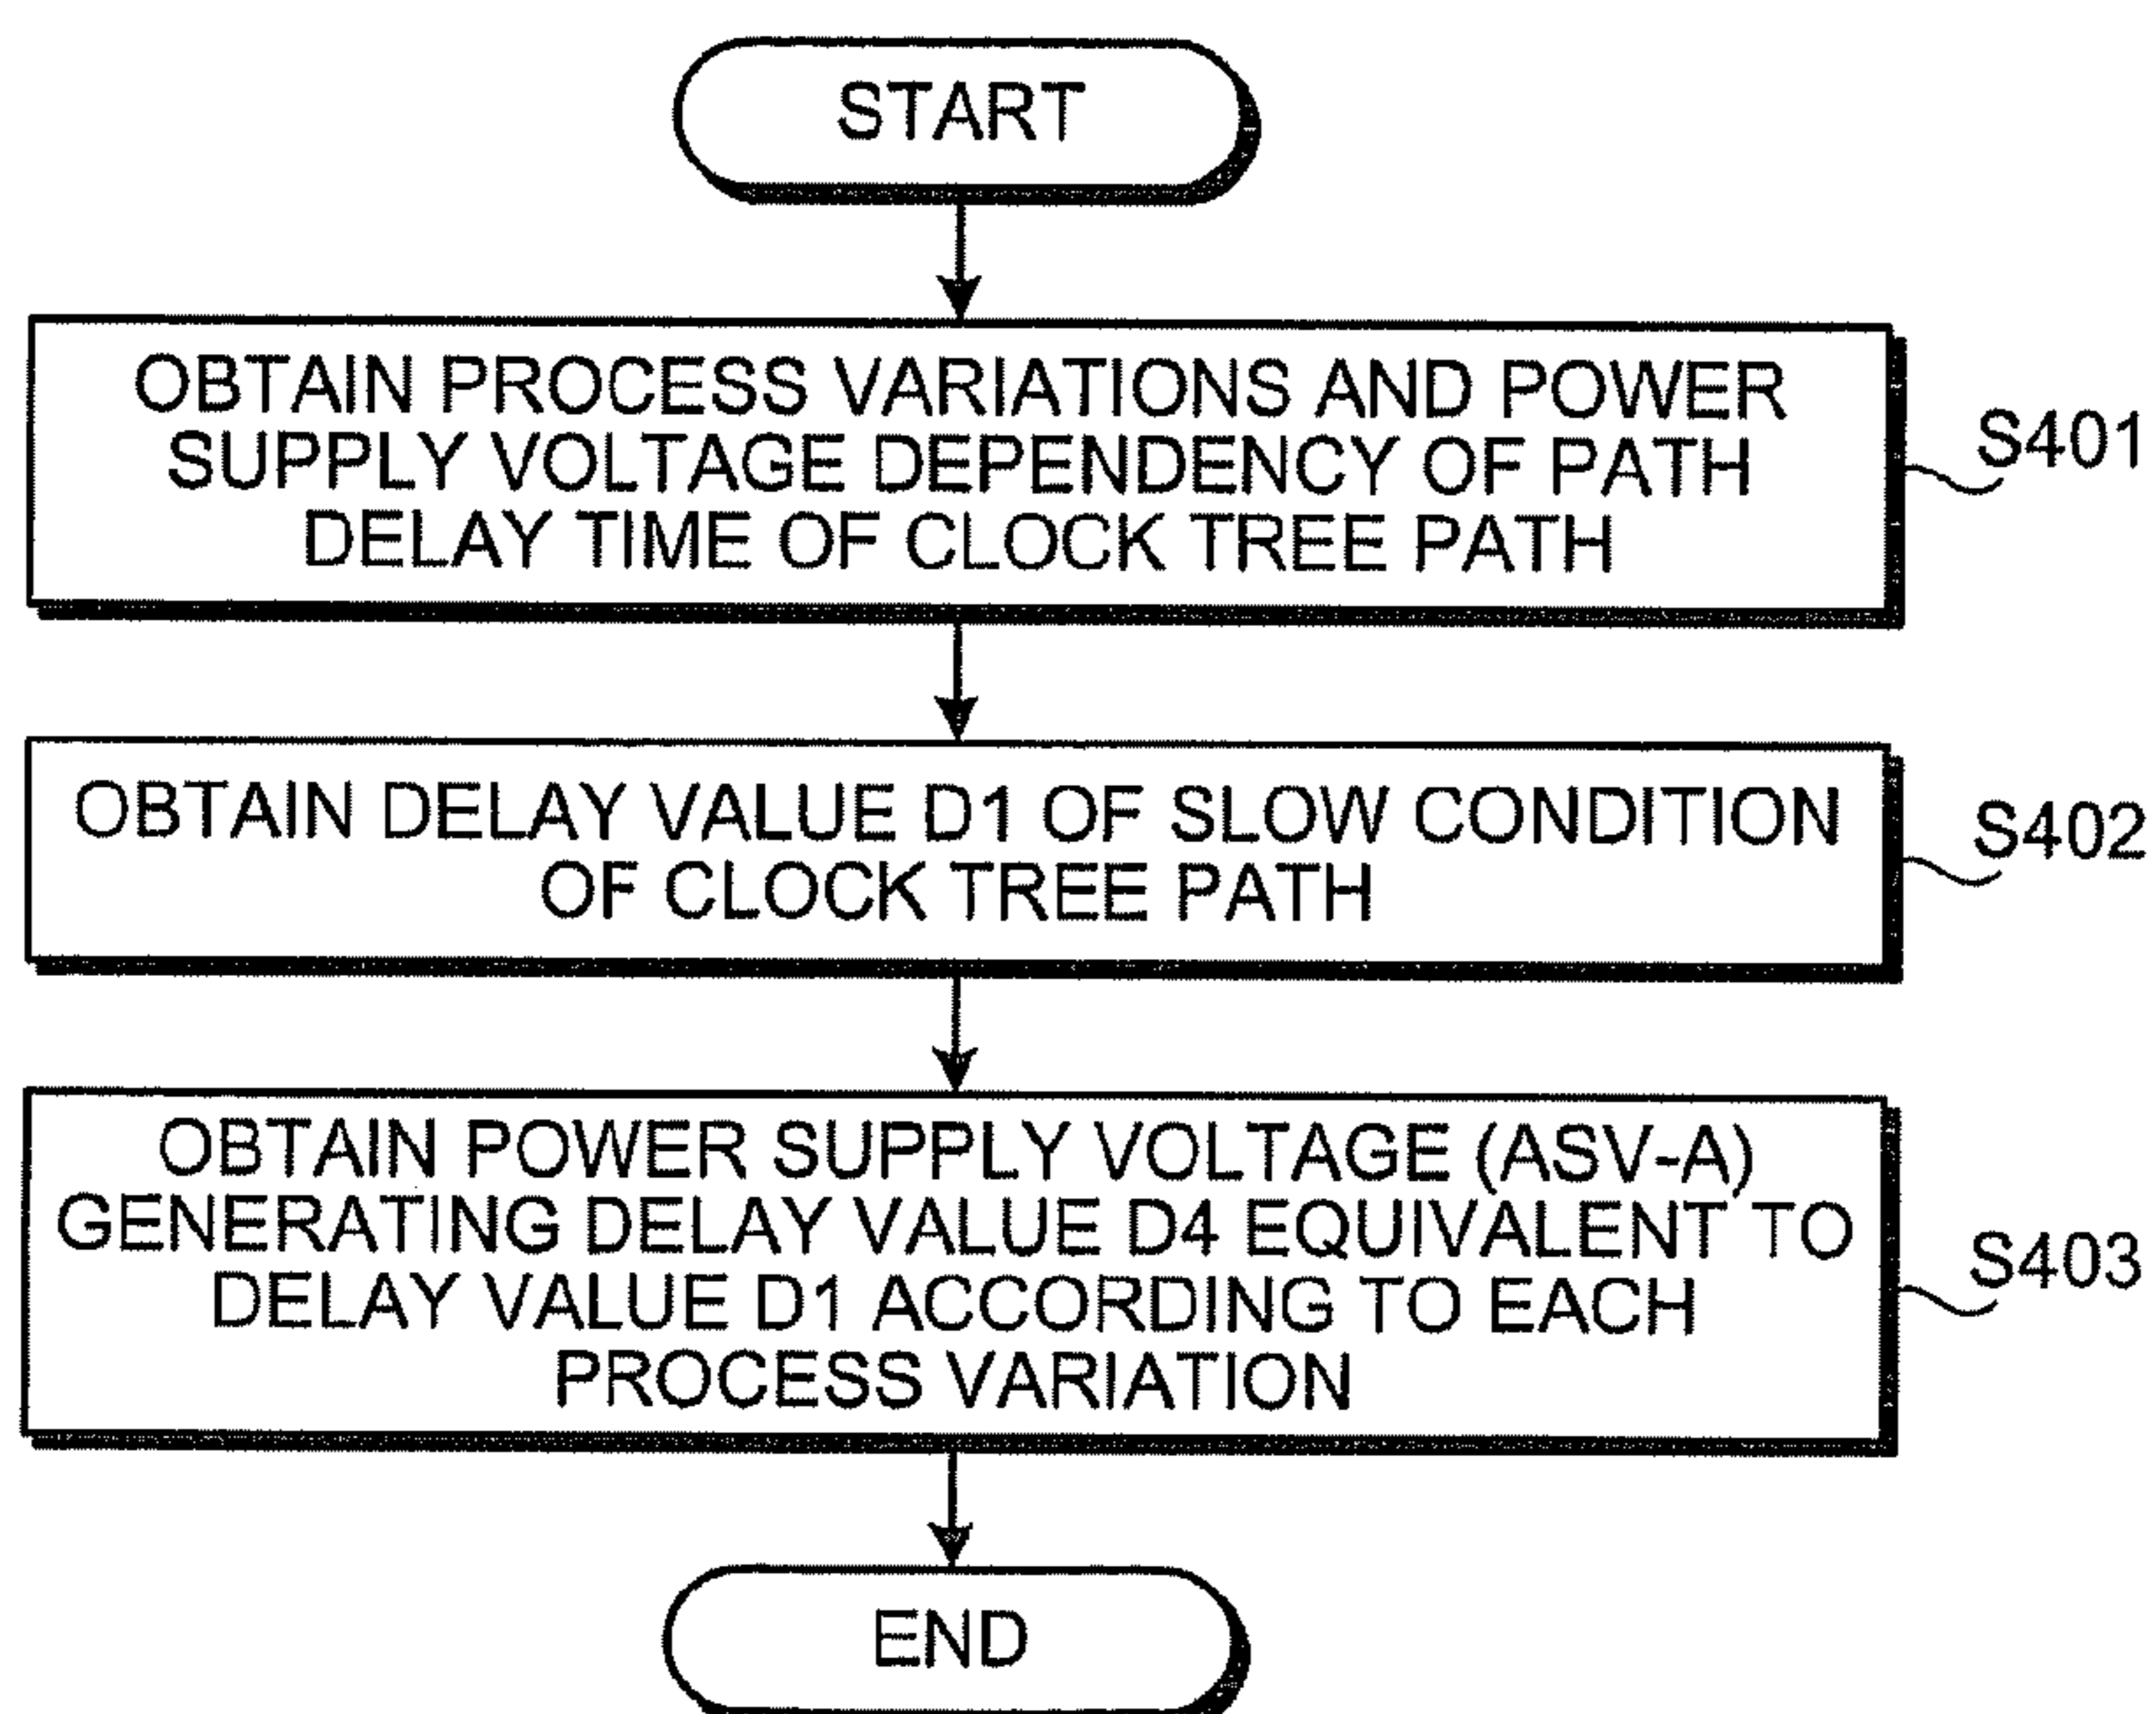 START
OBTAIN PROCESS VARIATIONS AND POWER
SUPPLY VOLTAGE DEPENDENCY OF PATH
DELAY TIME OF CLOCK TREE PATH
S401
OBTAIN DELAY VALUE D1 OF SLOW CONDITION
OF CLOCK TREE PATH
S402
OBTAIN POWER SUPPLY VOLTAGE (ASV-A)
GENERATING DELAY VALUE D4 EQUIVALENT TO
DELAY VALUE D1 ACCORDING TO EACH
PROCESS VARIATION
S403
END